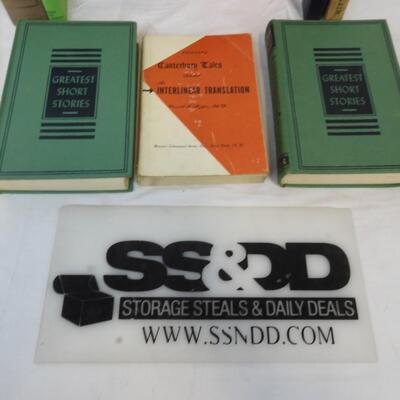 GREATEST
SHORT
STORIES
Canterbury Tales
INTERLINEAR TRANSLATION
GREATEST
SHORT
STORIES
SS&DD
STORAGE STEALS & DAILY DEALS
WWW.SSNDD.COM